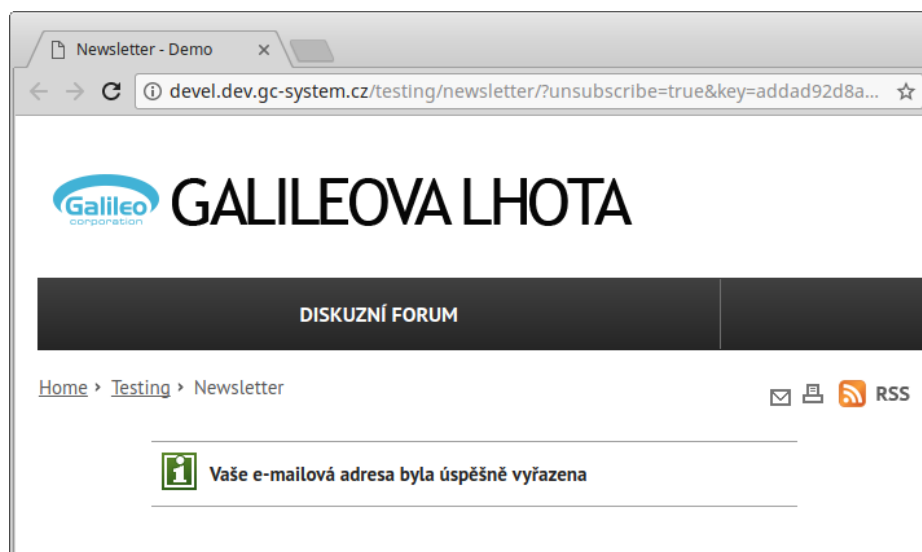 Newsletter - Demo
devel.dev.gc-system.cz/testing/newsletter/?unsubscribe=true&key=addad92d8a...
Galileo
corporation
GALILEOVA LHOTA
DISKUZNÍ FORUM
Home › Testing › Newsletter
RSS
Vaše e-mailová adresa byla úspěšně vyřazena